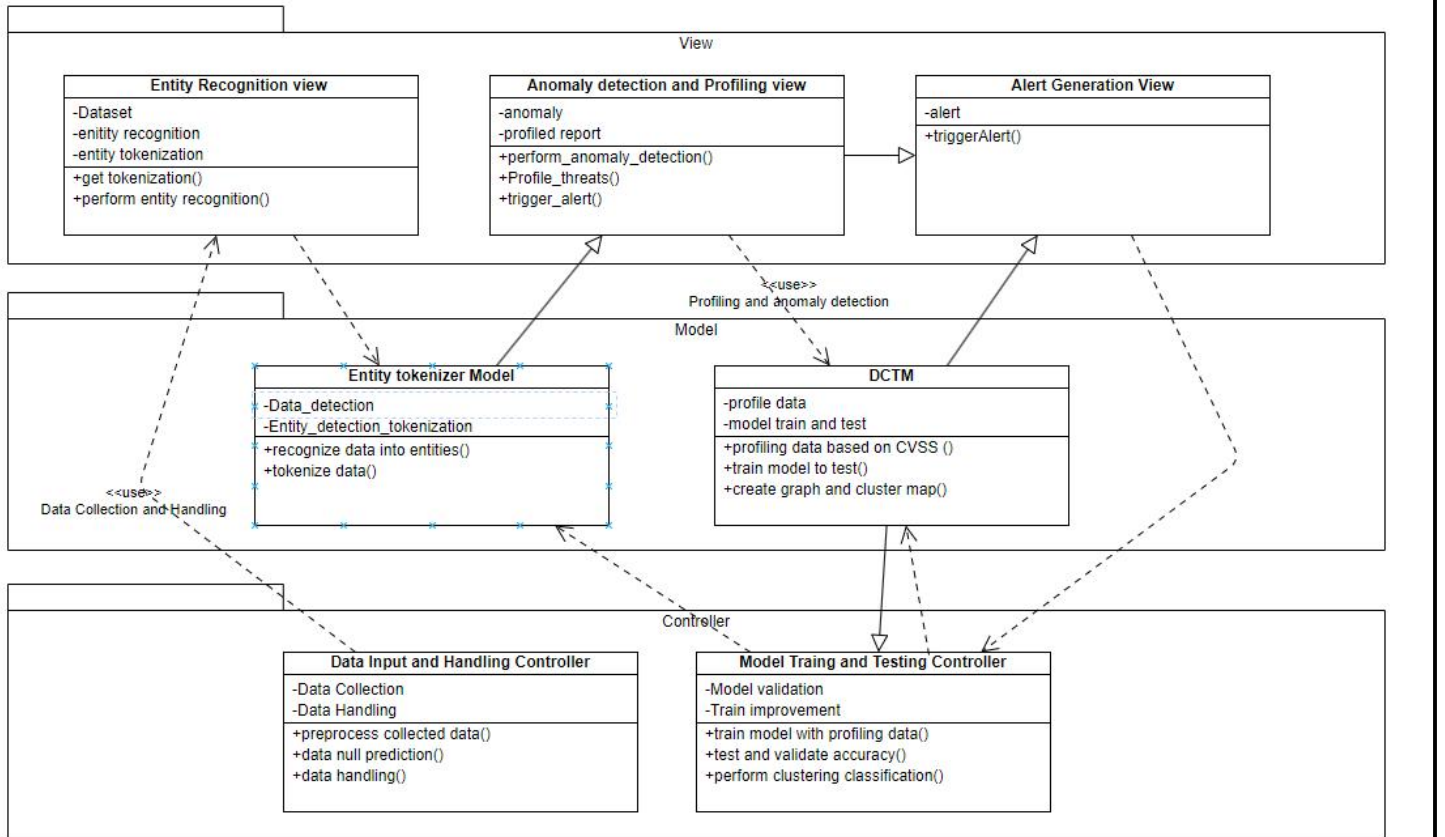 View
Entity Recognition view
-Dataset
-enitity recognition
-entity tokenization
+get tokenization()
+perform entity recognition()
Anomaly detection and Profiling view
-anomaly
-profiled report
+perform_anomaly_detection()
+Profile_threats()
+trigger_alert()
Alert Generation View
-alert
+triggerAlert()
<<use>>
Profiling and anomaly detection
Model
Entity tokenizer Model
-Data_detection
-Entity_detection_tokenization
+recognize data into entities()
+tokenize data()
DCTM
-profile data
-model train and test
+profiling data based on CVSS ()
+train model to test()
+create graph and cluster map()
<<use>>
Data Collection and Handling
Controller
Data Input and Handling Controller
-Data Collection
-Data Handling
+preprocess collected data()
+data null prediction()
+data handling()
Model Traing and Testing Controller
-Model validation
-Train improvement
+train model with profiling data()
+test and validate accuracy()
+perform clustering classification()